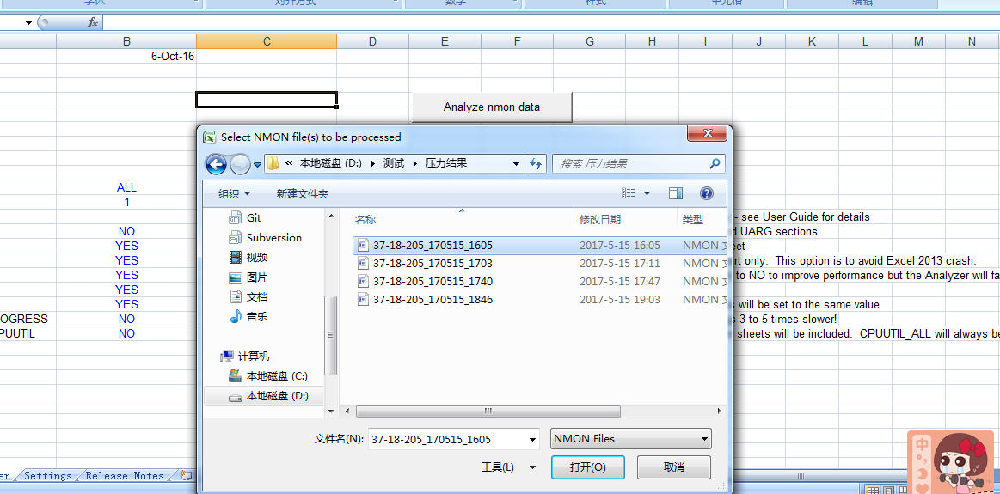 字体 对齐方式 数字 样式 单元格 编辑
fx
B C D E F G H I J K L M N
6-Oct-16
Analyze nmon data
Select NMON file(s) to be processed
« 本地磁盘 (D:) 测试 压力结果
搜索 压力结果
组织 新建文件夹
名称 修改日期 类型
Git
Subversion
视频
图片
文档
音乐
计算机
本地磁盘 (C:)
本地磁盘 (D:)
37-18-205_170515_1605 2017-5-15 16:05 NMON
37-18-205_170515_1703 2017-5-15 17:11 NMON
37-18-205_170515_1740 2017-5-15 17:47 NMON
37-18-205_170515_1846 2017-5-15 19:03 NMON
文件名(N): 37-18-205_170515_1605 NMON Files
工具(L) 打开(O) 取消
ALL
1
- see User Guide for details
NO d UARG sections
YES
YES rt only. This option is to avoid Excel 2013 crash.
YES to NO to improve performance but the Analyzer will fa
YES
YES s will be set to the same value
OGRESS NO s 3 to 5 times slower!
PUUTIL NO sheets will be included. CPUUTIL_ALL will always be
er Settings Release Notes
中